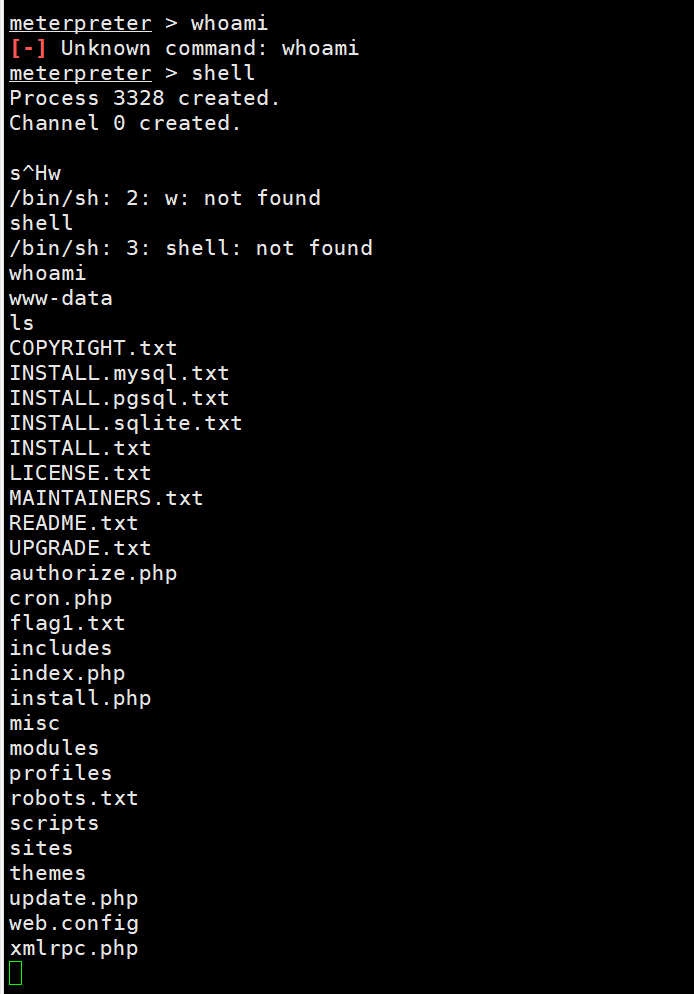 meterpreter > whoami
[-] Unknown command: whoami
meterpreter > shell
Process 3328 created.
Channel 0 created.
s^Hw
/bin/sh: 2: w: not found
shell
/bin/sh: 3: shell: not found
whoami
www-data
ls
COPYRIGHT.txt
INSTALL.mysql.txt
INSTALL.pgsql.txt
INSTALL.sqlite.txt
INSTALL.txt
LICENSE.txt
MAINTAINERS.txt
README.txt
UPGRADE.txt
authorize.php
cron.php
flag1.txt
includes
index.php
install.php
misc
modules
profiles
robots.txt
scripts
sites
themes
update.php
web.config
xmlrpc.php